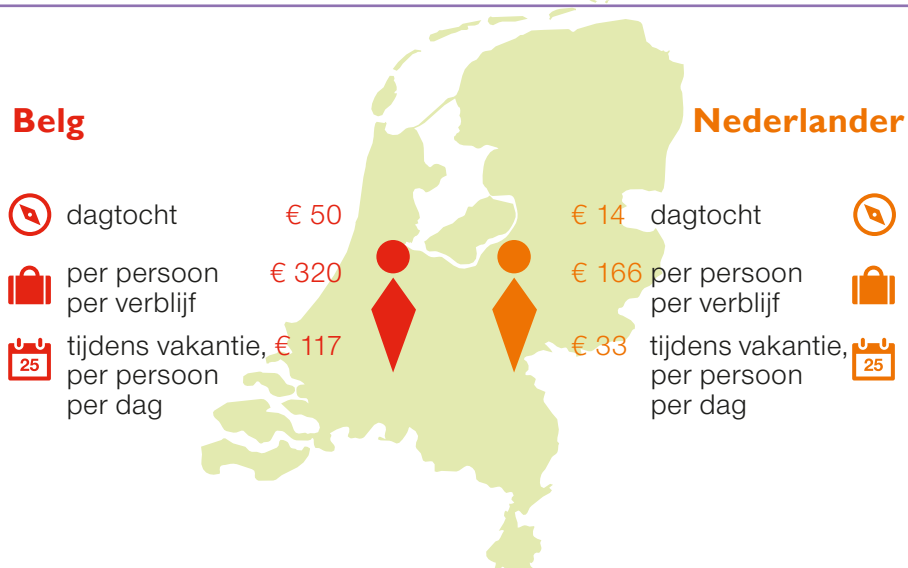 Belg
dagtocht € 50
per persoon € 320
per verblijf
25 tijdens vakantie, € 117
per persoon
per dag
Nederlander
€ 14 dagtocht
€ 166 per persoon
per verblijf
€ 33 tijdens vakantie, 25
per persoon
per dag